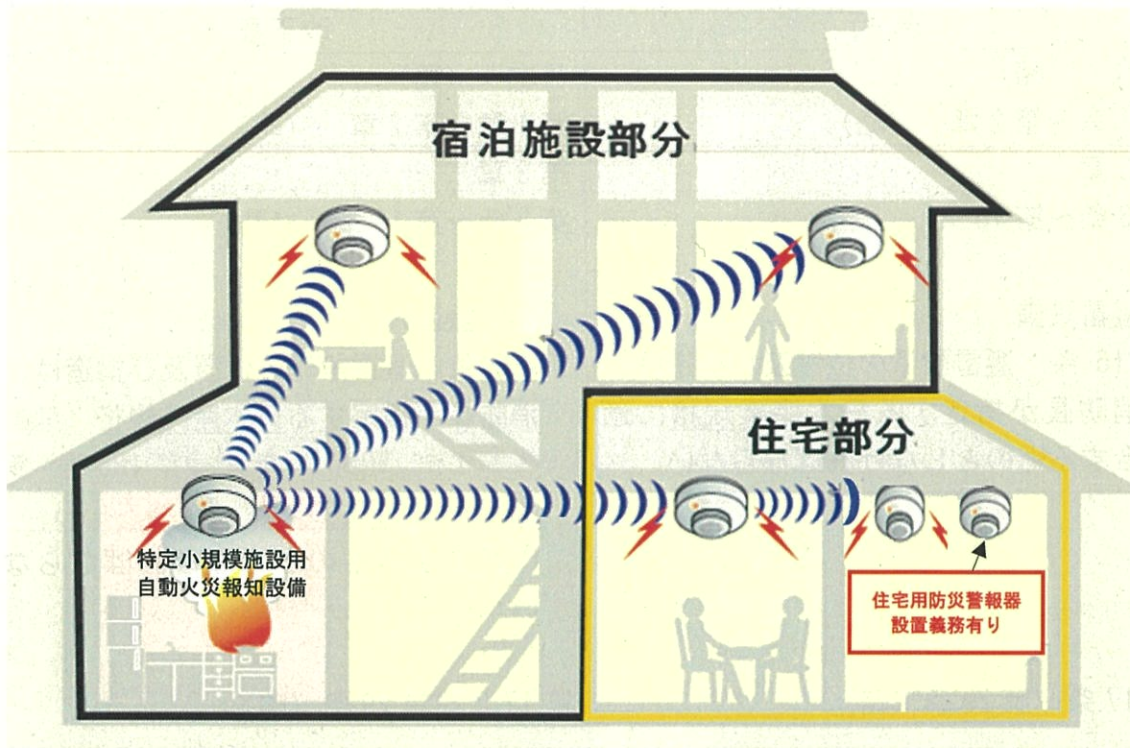 宿泊施設部分
住宅部分
特定小規模施設用
自動火災報知設備
住宅用防災警報器
設置義務有り